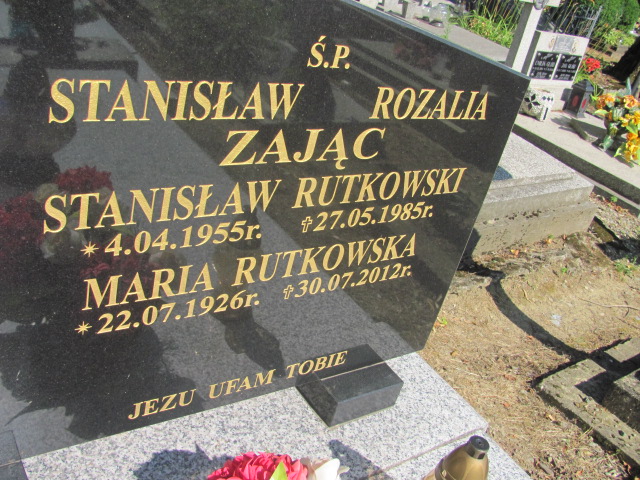 Ś.P.
STANISŁAW ROZALIA
ZAJĄC
STANISŁAW RUTKOWSKI
✴4.04.1955r. ✝27.05.1985r.
MARIA RUTKOWSKA
✴22.07.1926r. ✝30.07.2012r.
JEZU UFAM TOBIE